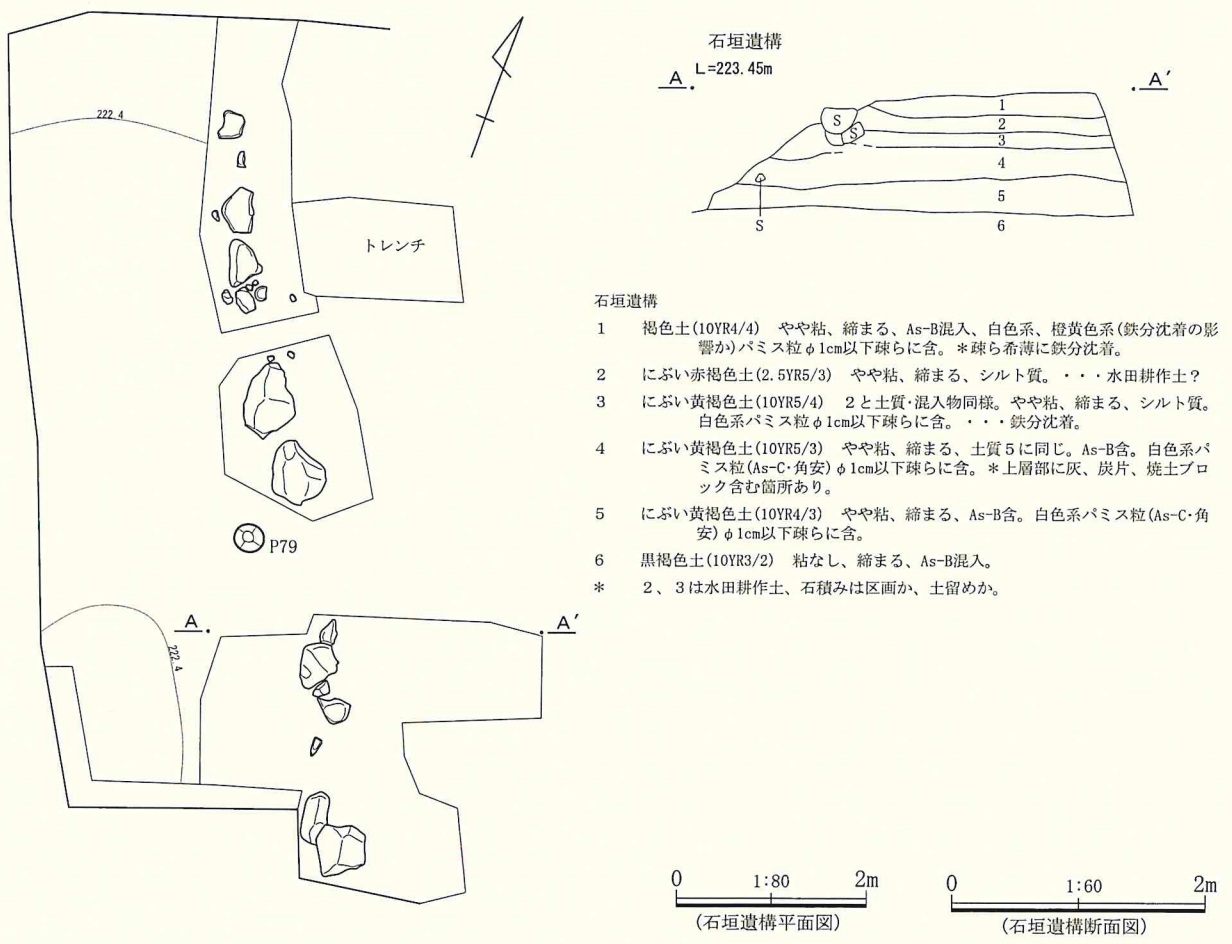 222.4
トレンチ
P79
A
A′
222.4
石垣遺構
L=223.45m
A
A′
1
S
2
S
3
4
5
S
6
石垣遺構
1 褐色土(10YR4/4) やや粘、締まる、As-B混入、白色系、橙黄色系(鉄分沈着の影
響か)パミス粒φ1cm以下疎らに含。＊疎ら希薄に鉄分沈着。
2 にぶい赤褐色土(2.5YR5/3) やや粘、締まる、シルト質。・・・水田耕作土？
3 にぶい黄褐色土(10YR5/4) 2と土質･混入物同様。やや粘、締まる、シルト質。
白色系パミス粒φ1cm以下疎らに含。・・・鉄分沈着。
4 にぶい黄褐色土(10YR5/3) やや粘、締まる、土質5に同じ。As-B含。白色系パ
ミス粒(As-C･角安)φ1cm以下疎らに含。＊上層部に灰、炭片、焼土ブロ
ック含む箇所あり。
5 にぶい黄褐色土(10YR4/3) やや粘、締まる、As-B含。白色系パミス粒(As-C･角
安)φ1cm以下疎らに含。
6 黒褐色土(10YR3/2) 粘なし、締まる、As-B混入。
＊ 2、3は水田耕作土、石積みは区画か、土留めか。
0 1:80 2m
(石垣遺構平面図)
0 1:60 2m
(石垣遺構断面図)